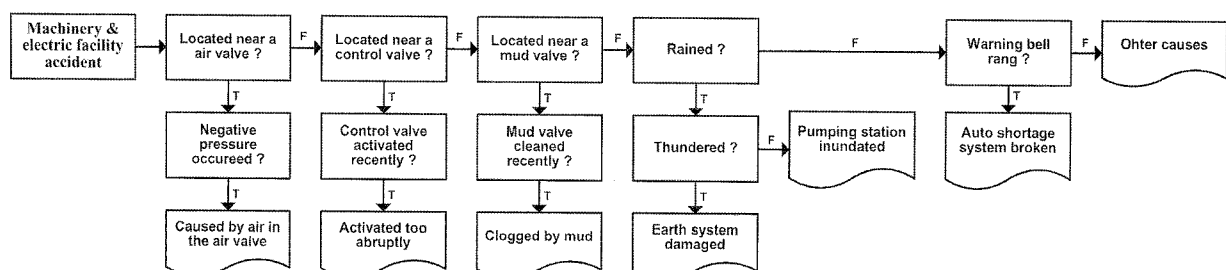 Machinery &
electric facility
accident
Located near a
air valve ?
F
Located near a
control valve ?
F
Located near a
mud valve ?
F
Rained ?
F
Warning bell
rang ?
F
Ohter causes
T
T
T
T
T
Negative
pressure
occureed ?
Control valve
activated
recently ?
Mud valve
cleaned
recently ?
Thundered ?
F
Pumping station
inundated
Auto shortage
system broken
T
T
T
T
Caused by air in
the air valve
Activated too
abruptly
Clogged by mud
Earth system
damaged